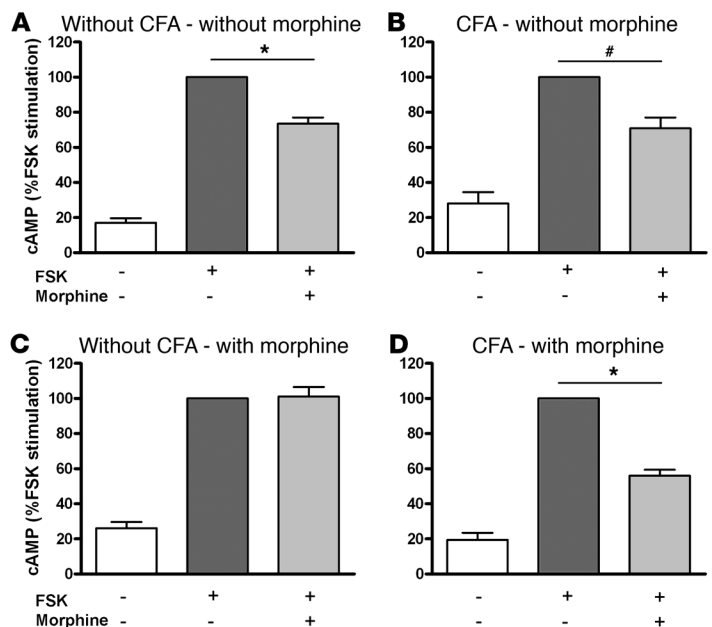 A Without CFA - without morphine
*
cAMP (%FSK stimulation)
120
100
80
60
40
20
0
FSK - + +
Morphine - - +
B CFA - without morphine
#
120
100
80
60
40
20
0
- + +
- - +
C Without CFA - with morphine
cAMP (%FSK stimulation)
120
100
80
60
40
20
0
FSK - + +
Morphine - - +
D CFA - with morphine
*
120
100
80
60
40
20
0
- + +
- - +